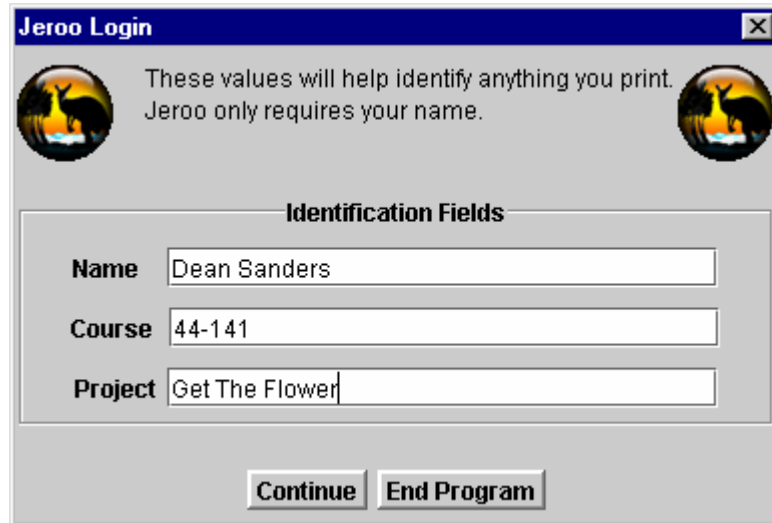 Jeroo Login
These values will help identify anything you print.
Jeroo only requires your name.
Identification Fields
Name Dean Sanders
Course 44-141
Project Get The Flower
Continue End Program